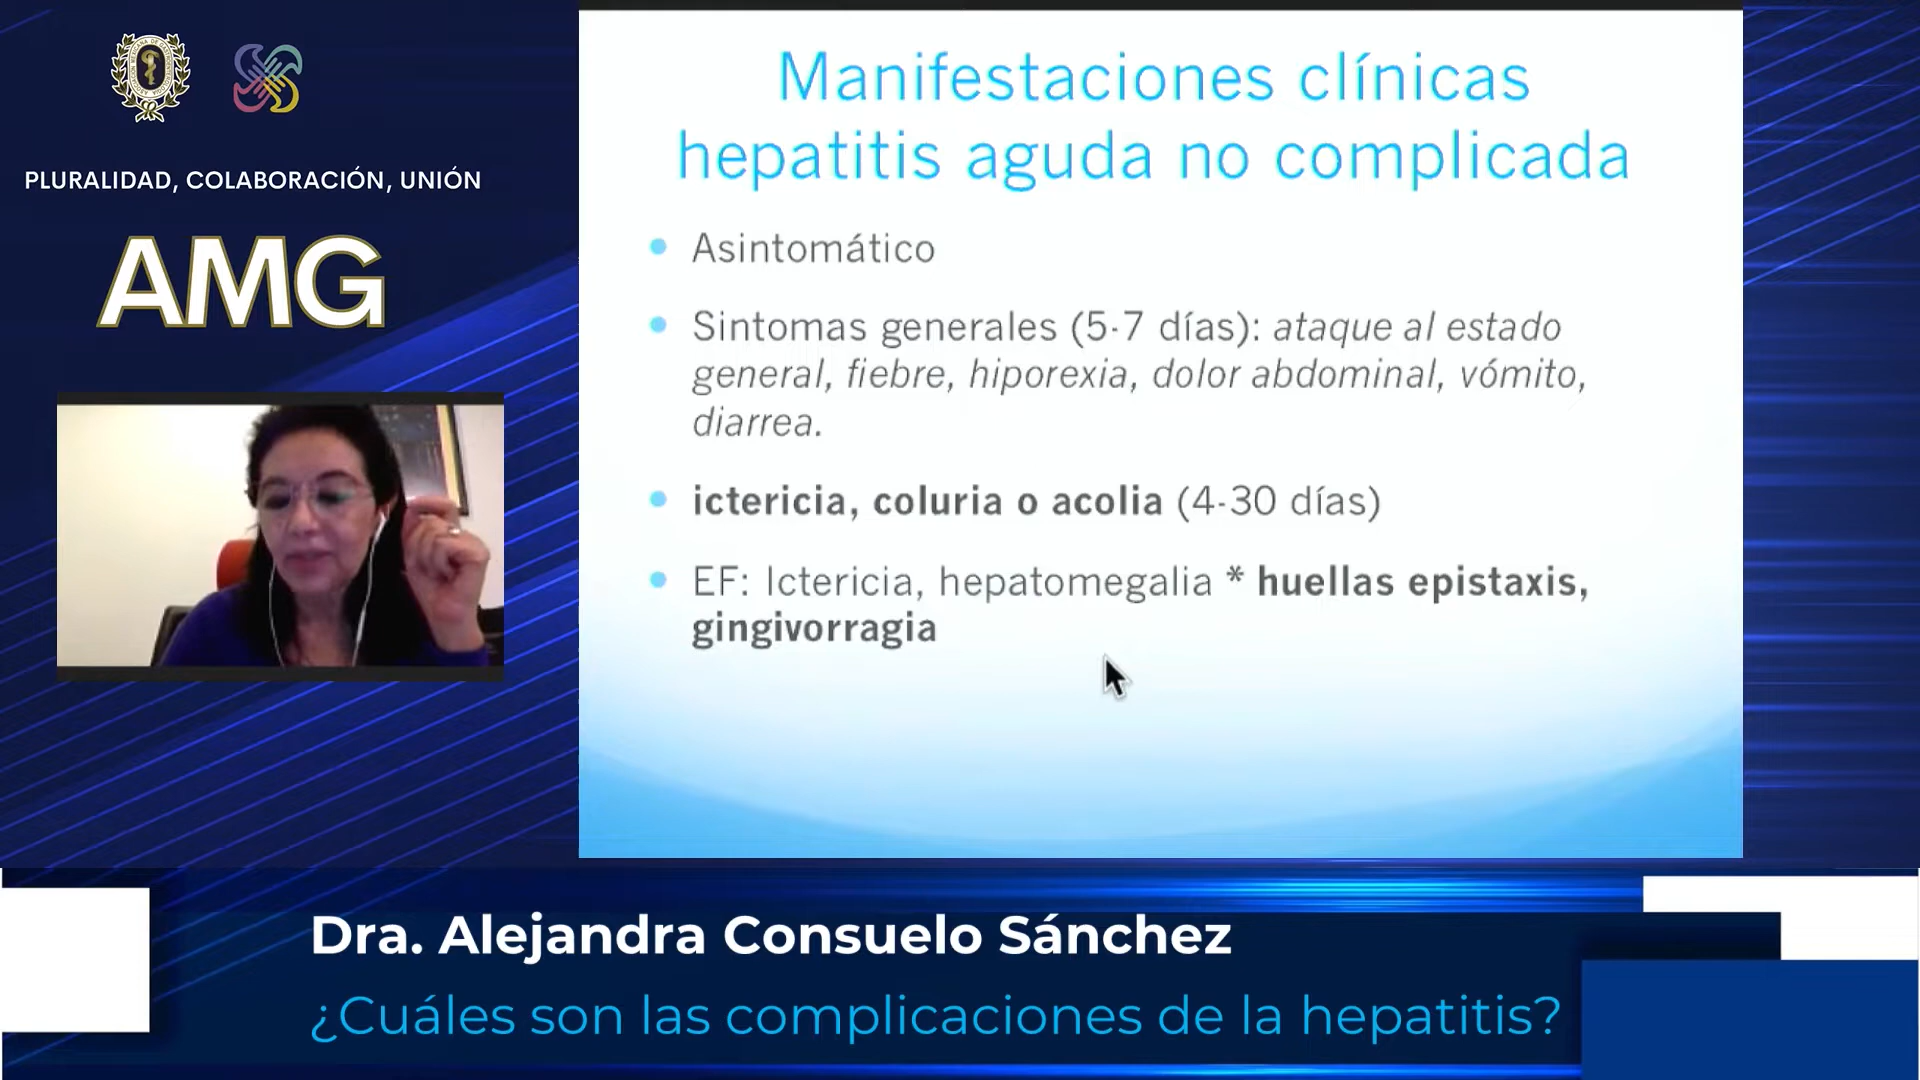 PLURALIDAD, COLABORACIÓN, UNIÓN
AMG
Manifestaciones clínicas
hepatitis aguda no complicada
• Asintomático
• Sintomas generales (5-7 días): ataque al estado
general, fiebre, hiporexia, dolor abdominal, vómito,
diarrea.
• ictericia, coluria o acolia (4-30 días)
• EF: Ictericia, hepatomegalia * huellas epistaxis,
gingivorragia
Dra. Alejandra Consuelo Sánchez
¿Cuáles son las complicaciones de la hepatitis?